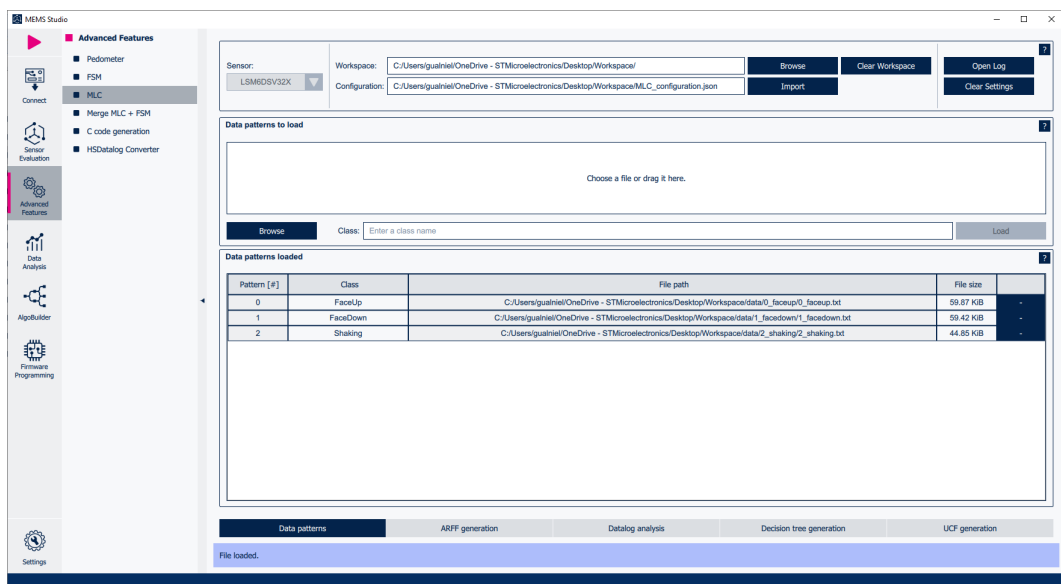 MEMS Studio
Connect
Sensor
Evaluation
Advanced
Features
Data
Analysis
AlgoBuilder
Firmware
Programming
Settings
Advanced Features
Pedometer
FSM
MLC
Merge MLC + FSM
C code generation
HSDatalog Converter
?
Sensor:
LSM6DSV32X
Workspace: C:/Users/gualniel/OneDrive - STMicroelectronics/Desktop/Workspace/ Browse Clear Workspace Open Log
Configuration: C:/Users/gualniel/OneDrive - STMicroelectronics/Desktop/Workspace/MLC_configuration.json Import Clear Settings
Data patterns to load ?
Choose a file or drag it here.
Browse Class: Enter a class name Load
Data patterns loaded ?
Pattern [#] Class File path File size
0 FaceUp C:/Users/gualniel/OneDrive - STMicroelectronics/Desktop/Workspace/data/0_faceup/0_faceup.txt 59.87 KiB -
1 FaceDown C:/Users/gualniel/OneDrive - STMicroelectronics/Desktop/Workspace/data/1_facedown/1_facedown.txt 59.42 KiB -
2 Shaking C:/Users/gualniel/OneDrive - STMicroelectronics/Desktop/Workspace/data/2_shaking/2_shaking.txt 44.85 KiB -
Data patterns ARFF generation Datalog analysis Decision tree generation UCF generation
File loaded.